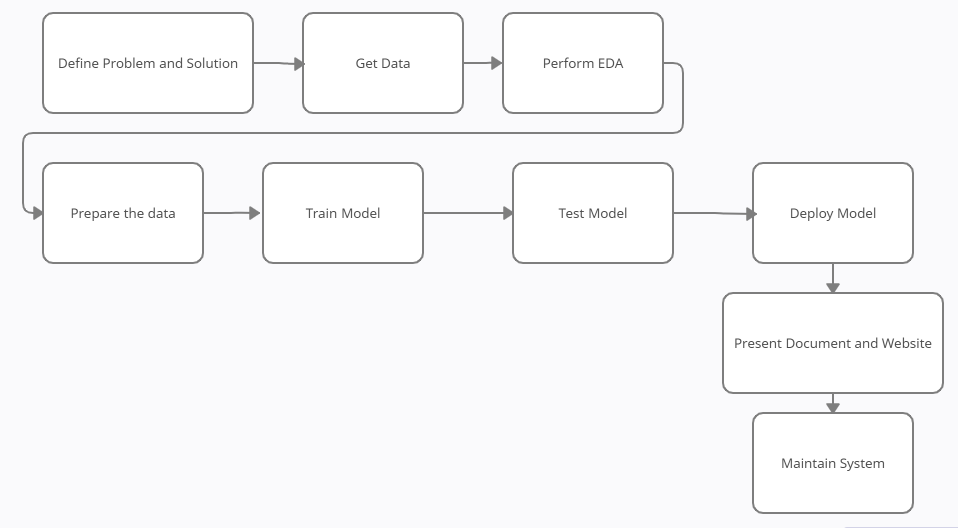 Define Problem and Solution
Get Data
Perform EDA
Prepare the data
Train Model
Test Model
Deploy Model
Present Document and Website
Maintain System